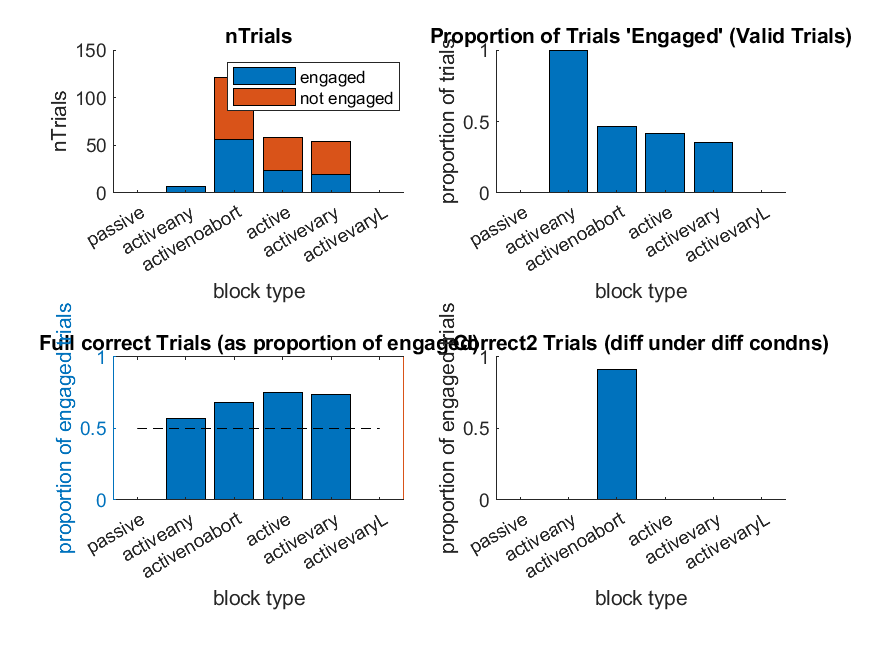 nTrials
150
100
50
0
nTrials
engaged
not engaged
passive
activeany
activenoabort
active
activevary
activevaryL
block type
Proportion of Trials 'Engaged' (Valid Trials)
1
0.5
0
proportion of trials
passive
activeany
activenoabort
active
activevary
activevaryL
block type
Full correct Trials (as proportion of engaged)
1
0.5
0
proportion of engaged trials
passive
activeany
activenoabort
active
activevary
activevaryL
block type
Correct2 Trials (diff under diff condns)
1
0.5
0
proportion of engaged trials
passive
activeany
activenoabort
active
activevary
activevaryL
block type